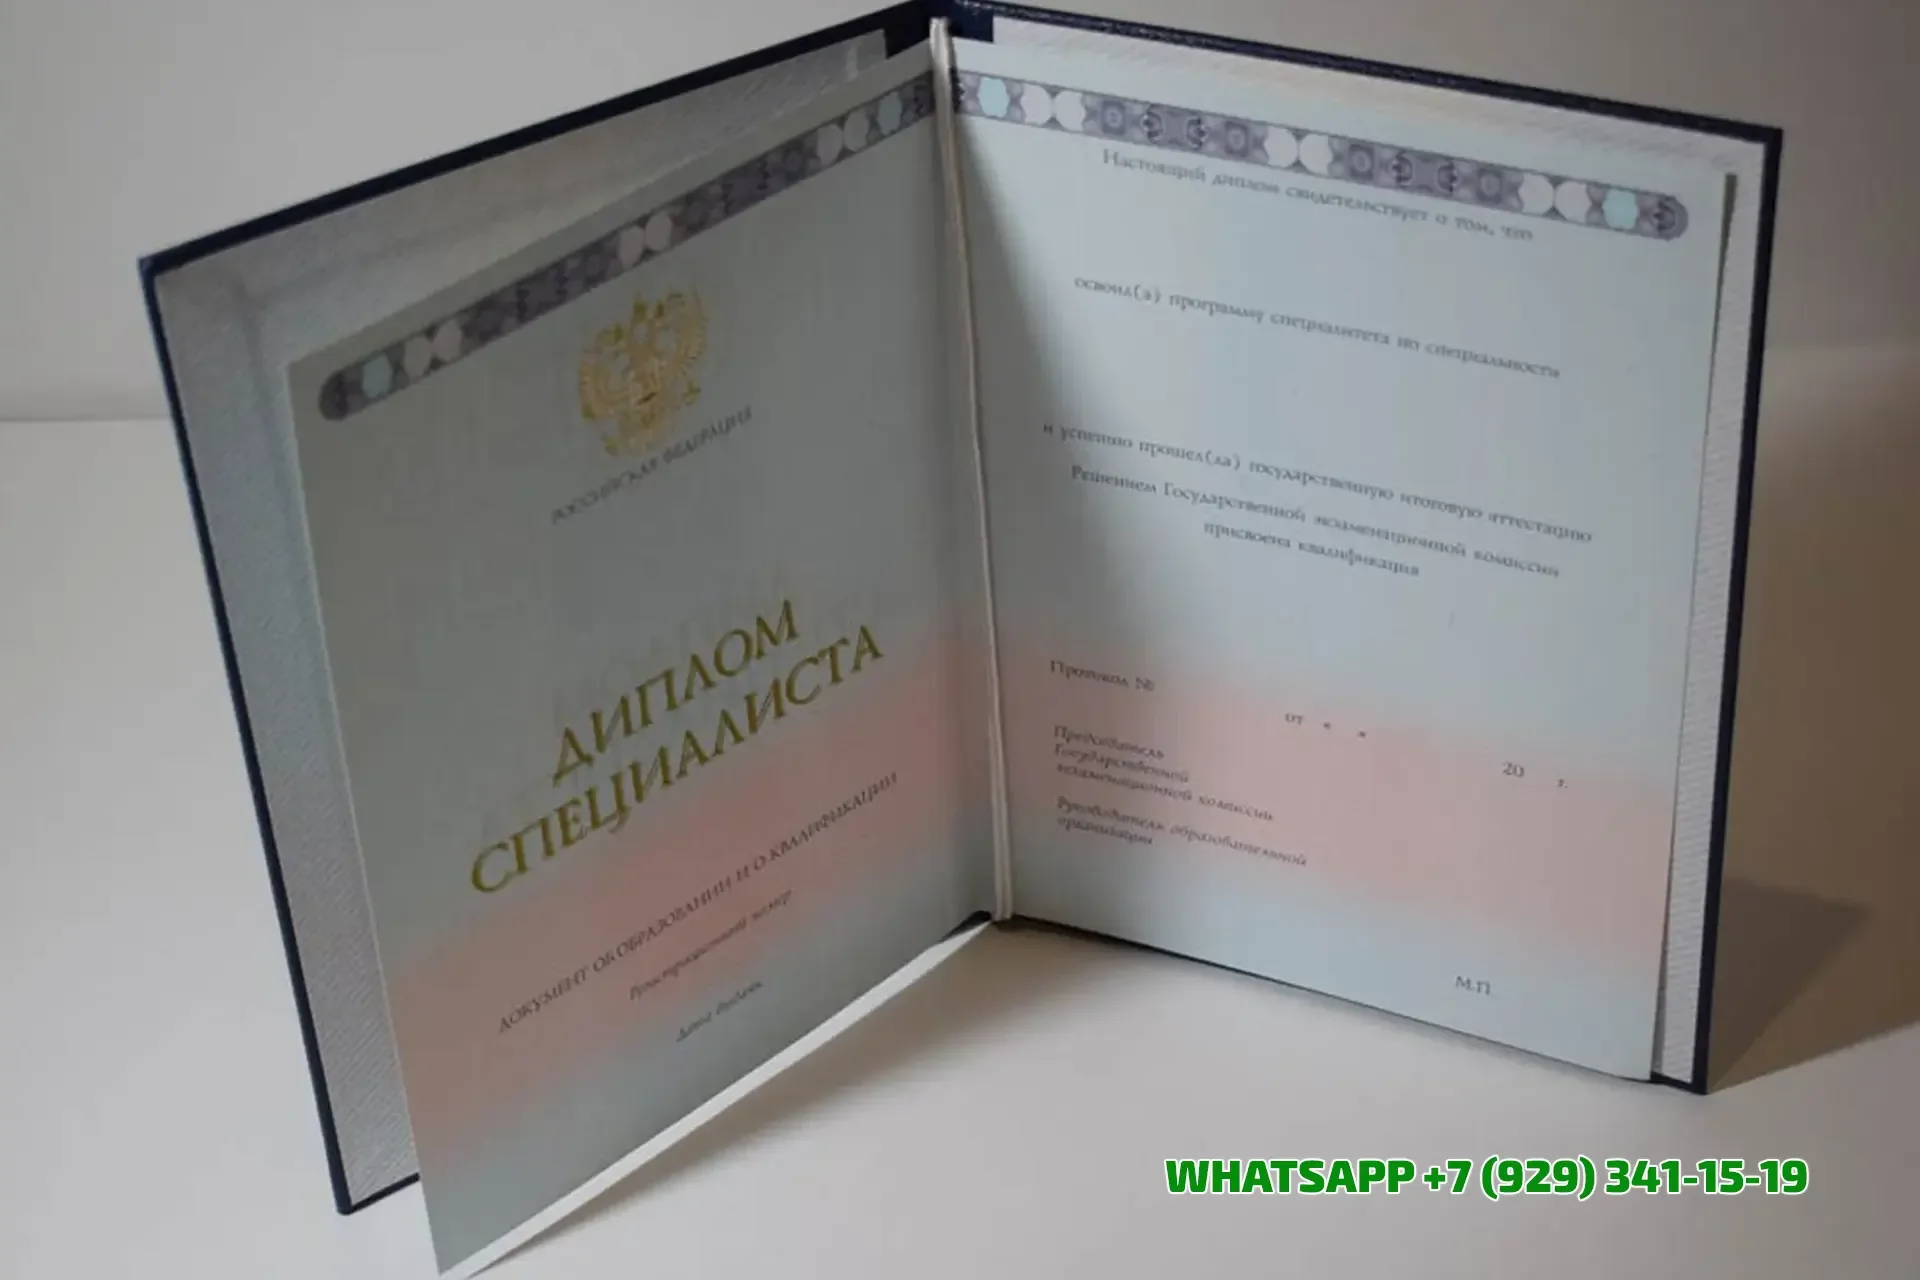 РОССИЙСКАЯ ФЕДЕРАЦИЯ
ДИПЛОМ
СПЕЦИАЛИСТА
ДОКУМЕНТ ОБ ОБРАЗОВАНИИ И О КВАЛИФИКАЦИИ
Регистрационный номер
Дата выдачи
Настоящий диплом свидетельствует о том, что
освоил(а) программу специалитета по специальности
и успешно прошел(ла) государственную итоговую аттестацию
Решением Государственной экзаменационной комиссии
присвоена квалификация
Протокол №
от « »
20 г.
Председатель
Государственной
экзаменационной комиссии
Руководитель образовательной
организации
М.П.
WHATSAPP +7 (929) 341-15-19